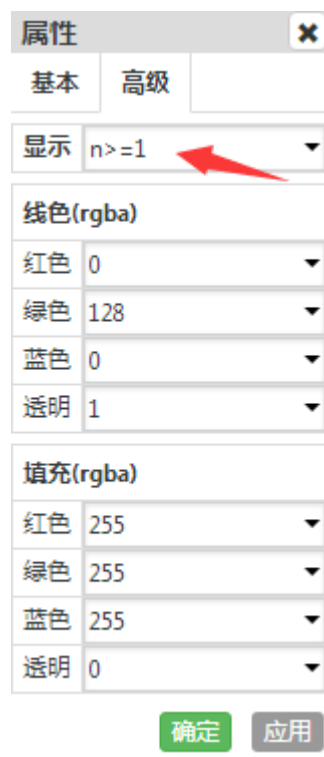 属性
基本 高级
显示 n>=1
线色(rgba)
红色 0
绿色 128
蓝色 0
透明 1
填充(rgba)
红色 255
绿色 255
蓝色 255
透明 0
确定 应用